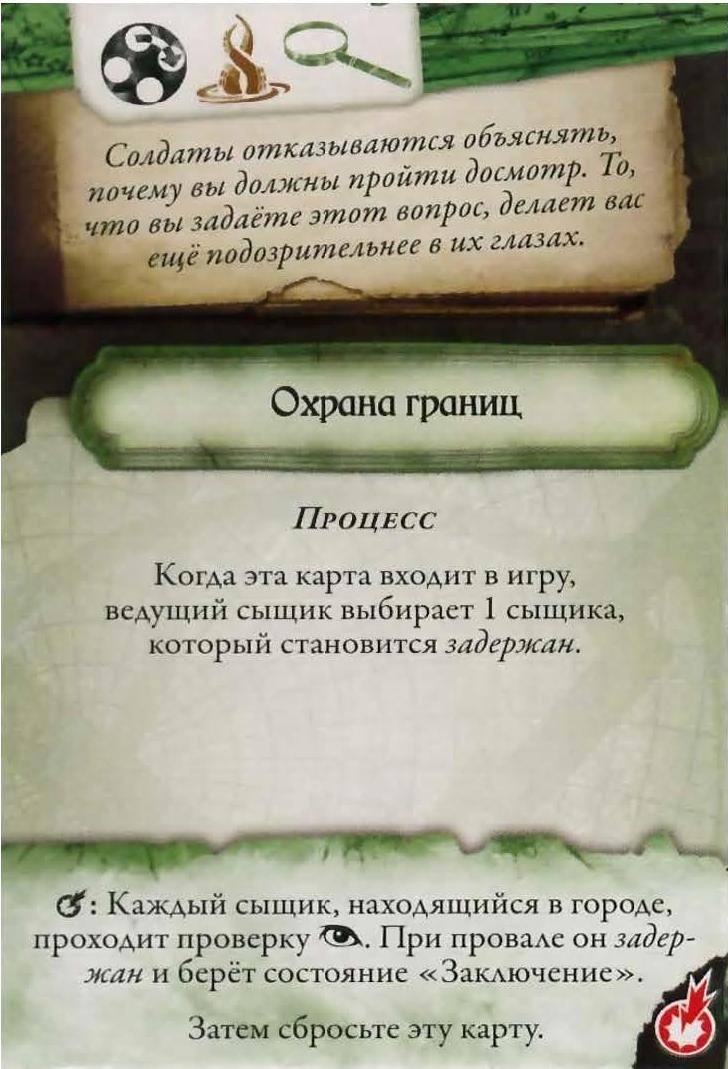 Солдаты отказываются объяснять,
почему вы должны пройти досмотр. То,
что вы задаёте этот вопрос, делает вас
ещё подозрительнее в их глазах.
Охрана границ
Процесс
Когда эта карта входит в игру,
ведущий сыщик выбирает 1 сыщика,
который становится задержан.
: Каждый сыщик, находящийся в городе,
проходит проверку . При провале он задер-
жан и берёт состояние «Заключение».
Затем сбросьте эту карту.